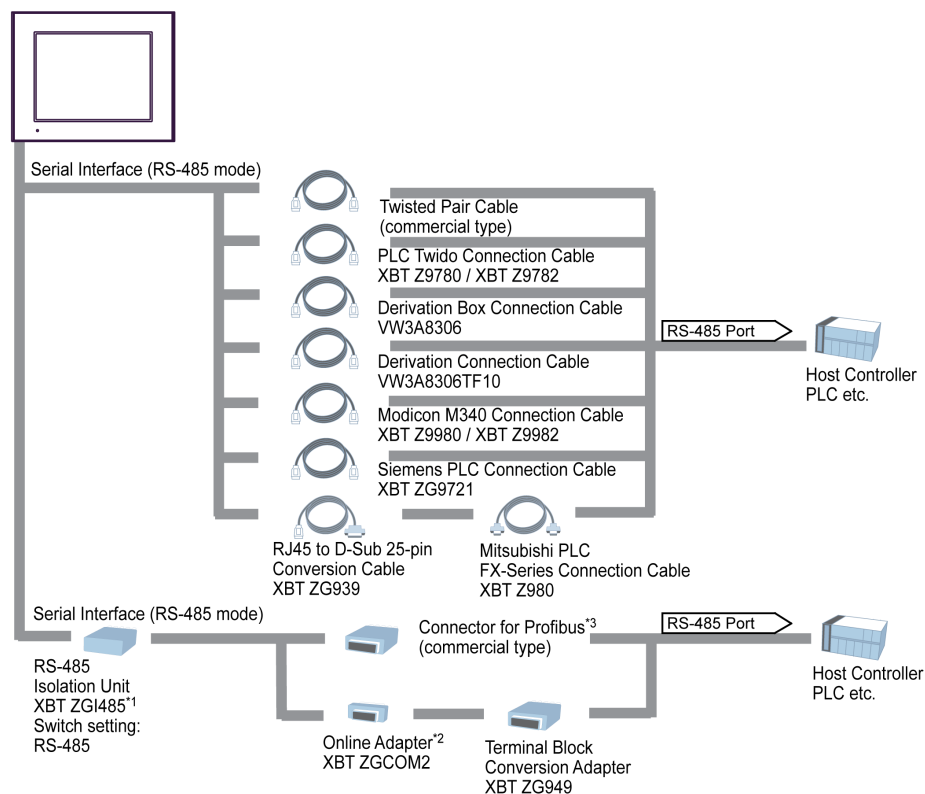 Serial Interface (RS-485 mode)
Twisted Pair Cable
(commercial type)
PLC Twido Connection Cable
XBT Z9780 / XBT Z9782
Derivation Box Connection Cable
VW3A8306
RS-485 Port
Derivation Connection Cable
VW3A8306TF10
Host Controller
PLC etc.
Modicon M340 Connection Cable
XBT Z9980 / XBT Z9982
Siemens PLC Connection Cable
XBT ZG9721
RJ45 to D-Sub 25-pin
Conversion Cable
XBT ZG939
Mitsubishi PLC
FX-Series Connection Cable
XBT Z980
Serial Interface (RS-485 mode)
Connector for Profibus*3
(commercial type)
RS-485 Port
RS-485
Isolation Unit
XBT ZGI485*1
Switch setting:
RS-485
Host Controller
PLC etc.
Online Adapter*2
XBT ZGCOM2
Terminal Block
Conversion Adapter
XBT ZG949